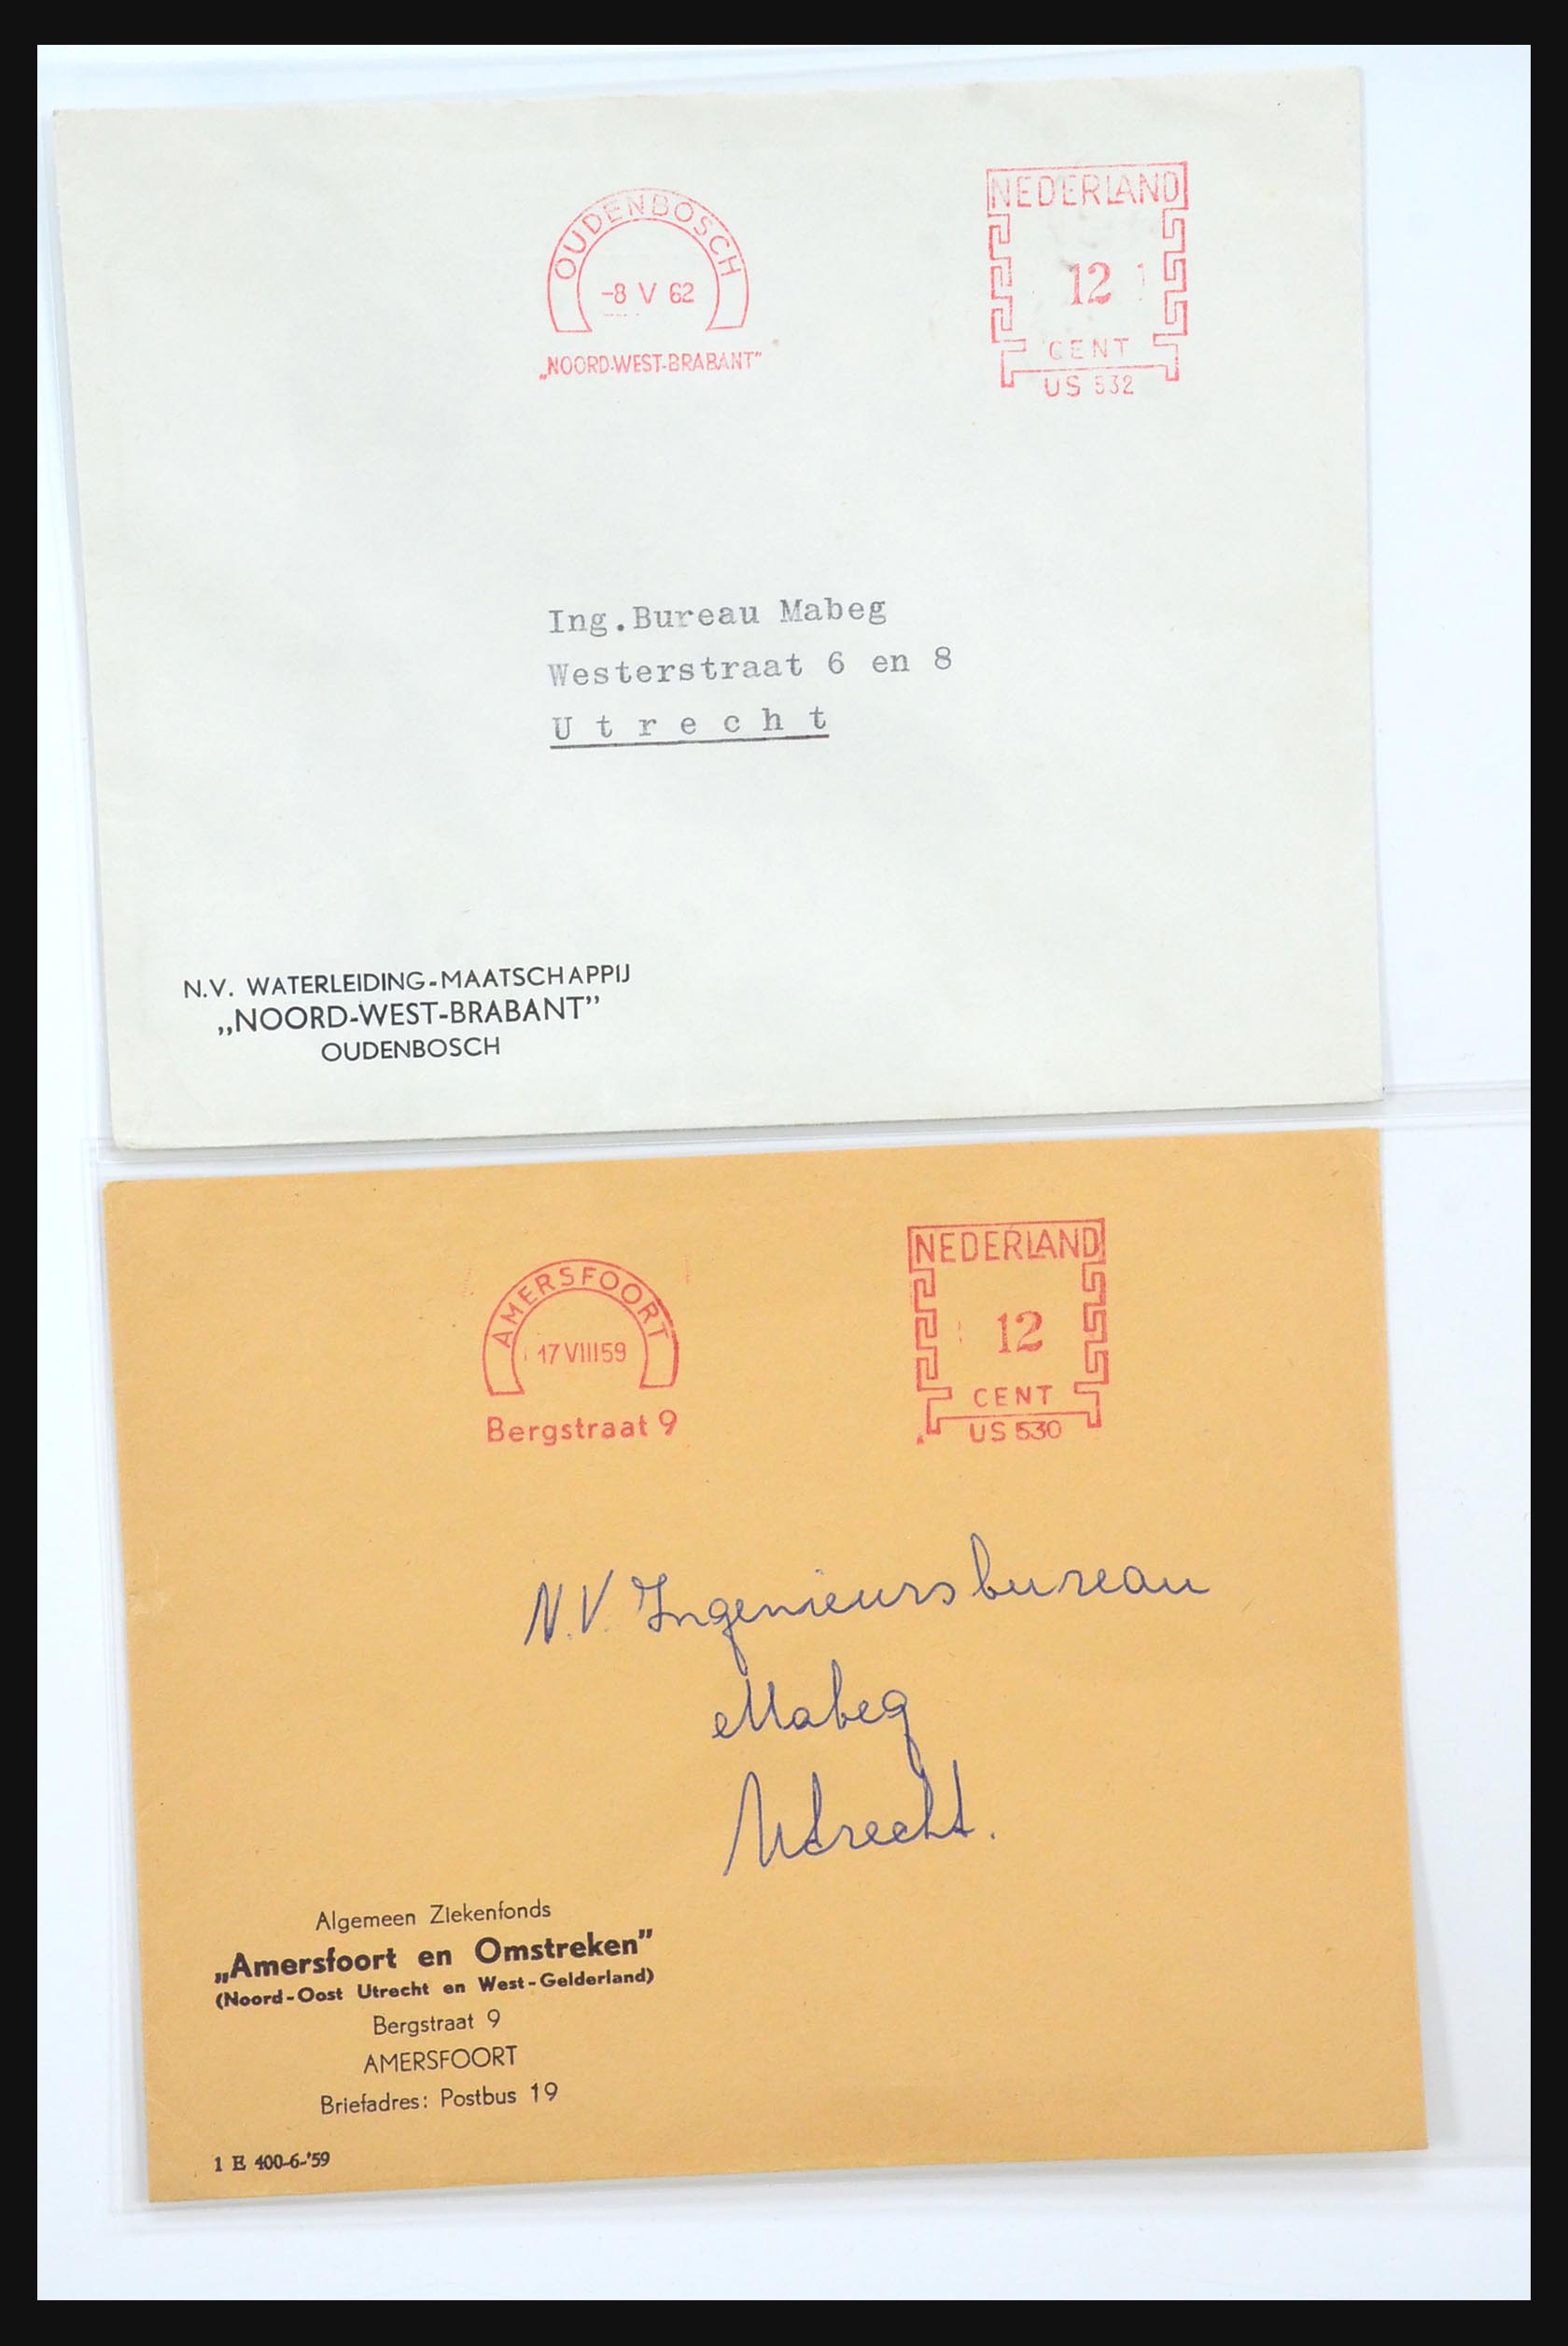 OUDENBOSCH
-8 V 62
„NOORD-WEST-BRABANT”
NEDERLAND
12
CENT
US 532
Ing.Bureau Mabeg
Westerstraat 6 en 8
U t r e c h t
N.V. WATERLEIDING-MAATSCHAPPIJ
„NOORD-WEST-BRABANT”
OUDENBOSCH
AMERSFOORT
17 VIII 59
Bergstraat 9
NEDERLAND
12
CENT
US 530
N.V. Ingenieursbureau
Mabeg
Utrecht.
Algemeen Ziekenfonds
„Amersfoort en Omstreken”
(Noord-Oost Utrecht en West-Gelderland)
Bergstraat 9
AMERSFOORT
Briefadres: Postbus 19
1 E 400-6-'59